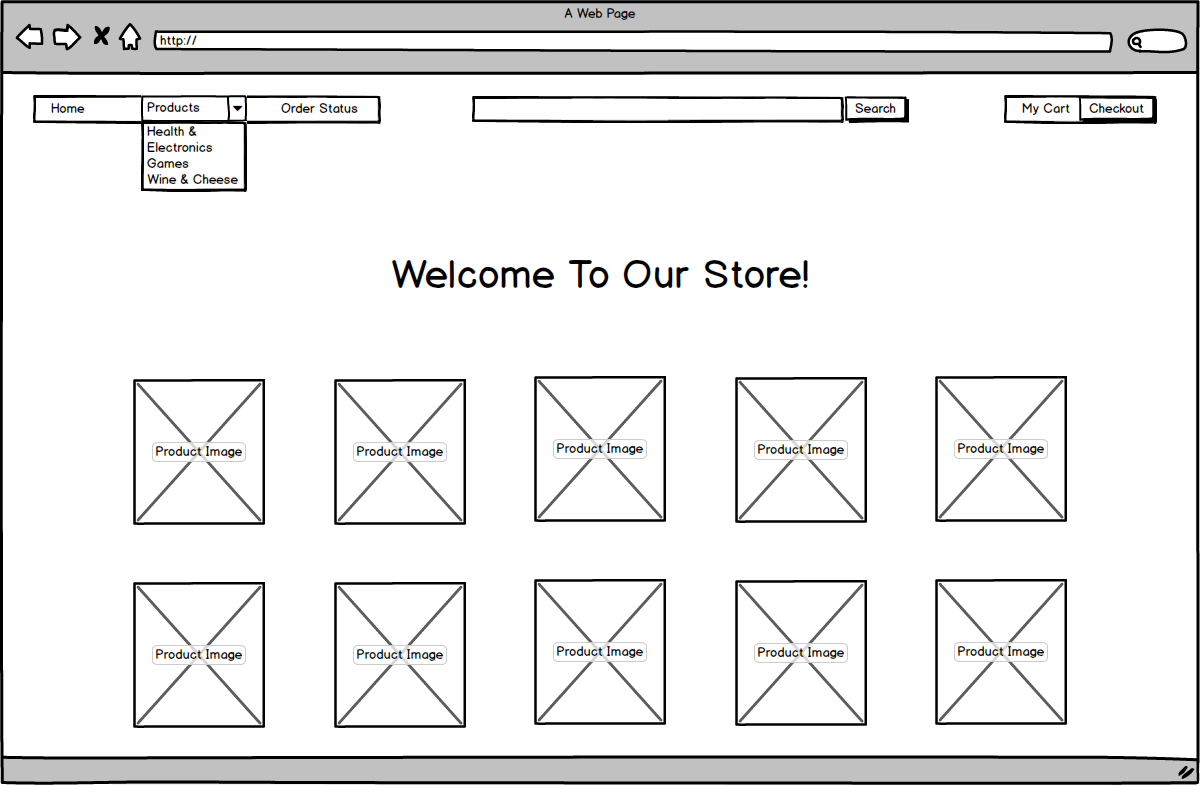 A Web Page
http://
Home Products Order Status Search My Cart Checkout
Health &
Electronics
Games
Wine & Cheese
Welcome To Our Store!
Product Image Product Image Product Image Product Image Product Image
Product Image Product Image Product Image Product Image Product Image